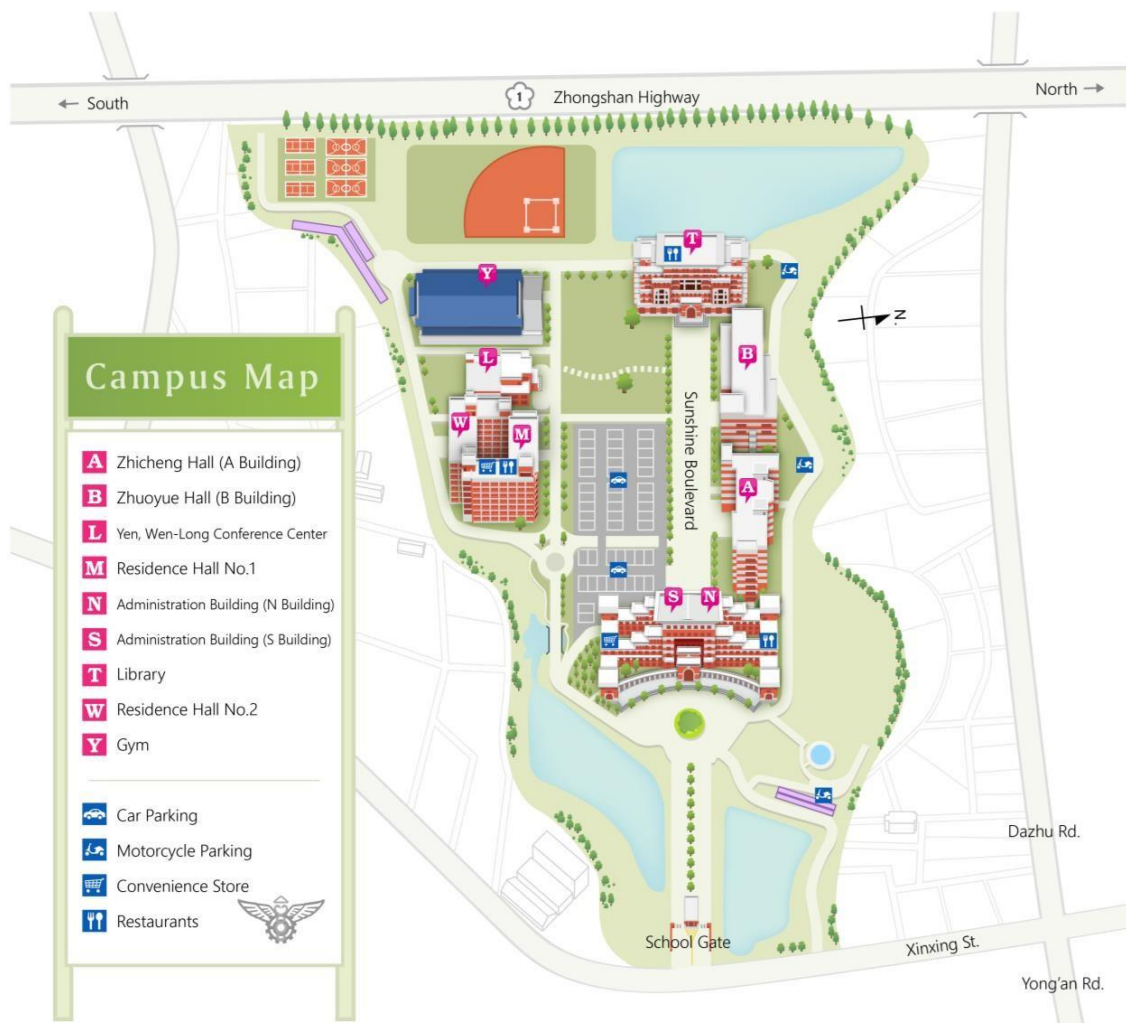 ← South
1 Zhongshan Highway
North →
Campus Map
A Zhicheng Hall (A Building)
B Zhuoyue Hall (B Building)
L Yen, Wen-Long Conference Center
M Residence Hall No.1
N Administration Building (N Building)
S Administration Building (S Building)
T Library
W Residence Hall No.2
Y Gym
Car Parking
Motorcycle Parking
Convenience Store
Restaurants
T
Y
N.
L
B
W
M
Sunshine Boulevard
A
S
N
School Gate
Dazhu Rd.
Xinxing St.
Yong'an Rd.